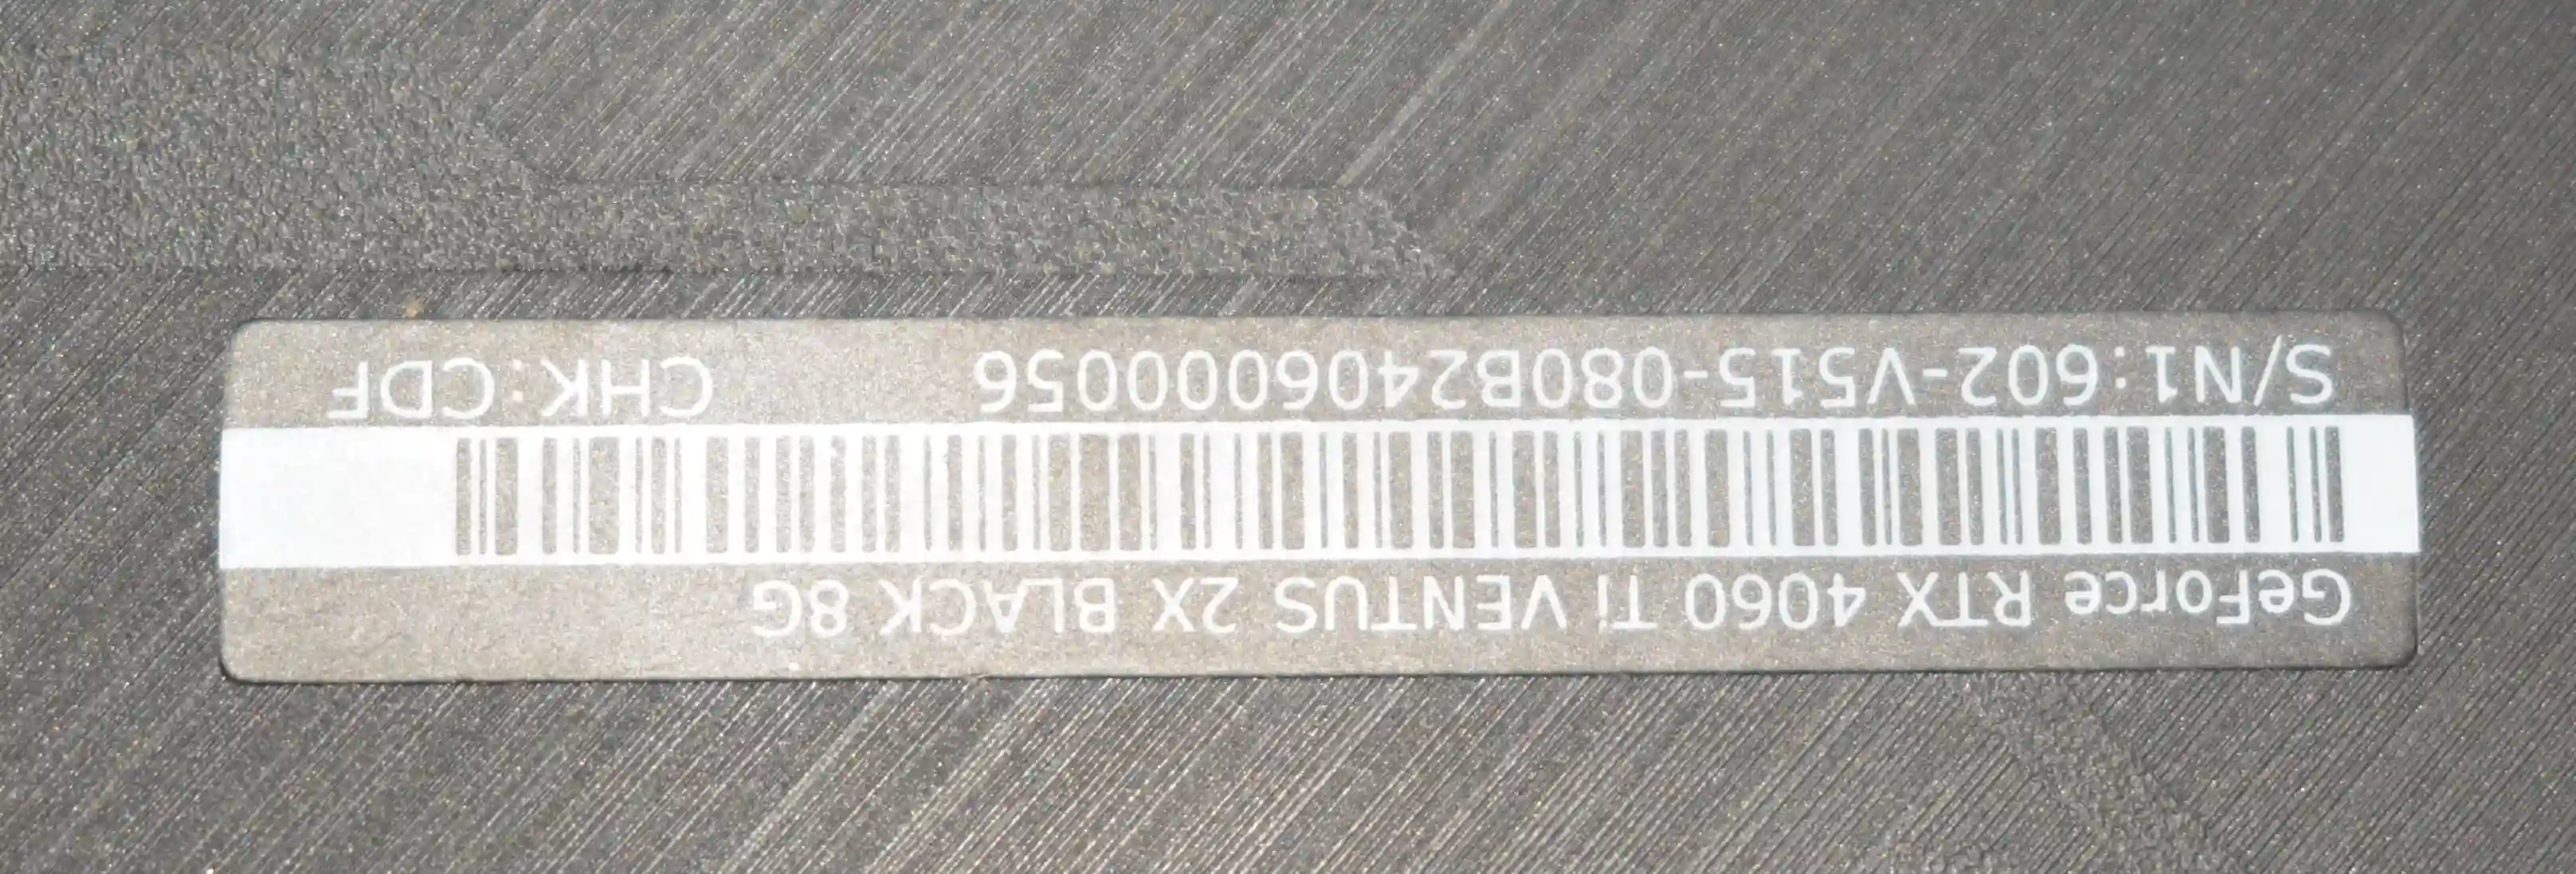 GeForce RTX 4060 Ti VENTUS 2X BLACK 8G
S/N1:602-V515-080B2406000056 CHK:CDF